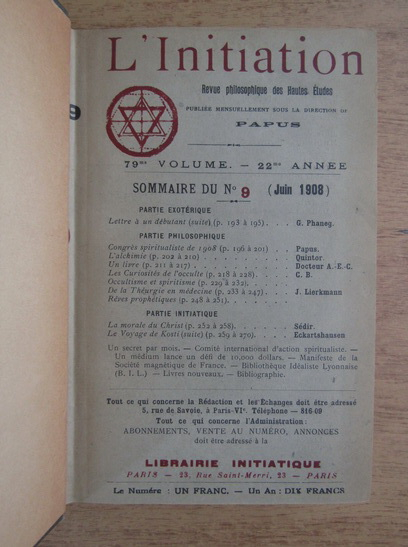 L'Initiation
Revue philosophique des Hautes Études
PUBLIÉE MENSUELLEMENT SOUS LA DIRECTION DE
PAPUS
79me VOLUME. — 22me ANNÉE
SOMMAIRE DU No 9 (Juin 1908)
PARTIE EXOTÉRIQUE
Lettre à un débutant (suite) (p. 193 à 195). . . G. Phaneg.
PARTIE PHILOSOPHIQUE
Congrès spiritualiste de 1908 (p. 196 à 201) . . . Papus.
L'alchimie (p. 202 à 210) . . . . . . . . Quintor.
Un livre (p. 211 à 217) . . . . . . . . Docteur A.-E.-C.
Les Curiosités de l'occulte (p. 218 à 228). . . . C. B.
Occultisme et spiritisme (p. 229 à 232). . . .
De la Théurgie en médecine (p. 233 à 247). . . J. Lierkmann
Rêves prophétiques (p. 248 à 251). . . . . .
PARTIE INITIATIQUE
La morale du Christ (p. 252 à 258). . . . . Sédir.
Le Voyage de Kosti (suite) (p. 259 à 270). . . . Eckartshausen
Un secret par mois. — Comité international d'action spiritualiste. —
Un médium lance un défi de 10.000 dollars. — Manifeste de la
Société magnétique de France. — Bibliothèque Idéaliste Lyonnaise
(B. I. L.) — Livres nouveaux. — Bibliographie.
Tout ce qui concerne la Rédaction et les Échanges doit être adressé
5, rue de Savoie, à Paris-VIe. Téléphone — 816-09
Tout ce qui concerne l'Administration:
ABONNEMENTS, VENTE AU NUMÉRO, ANNONCES
doit être adressé à la
LIBRAIRIE INITIATIQUE
PARIS — 23, Rue Saint-Merri, 23 — PARIS
Le Numéro : UN FRANC. — Un An : DIX FRANCS